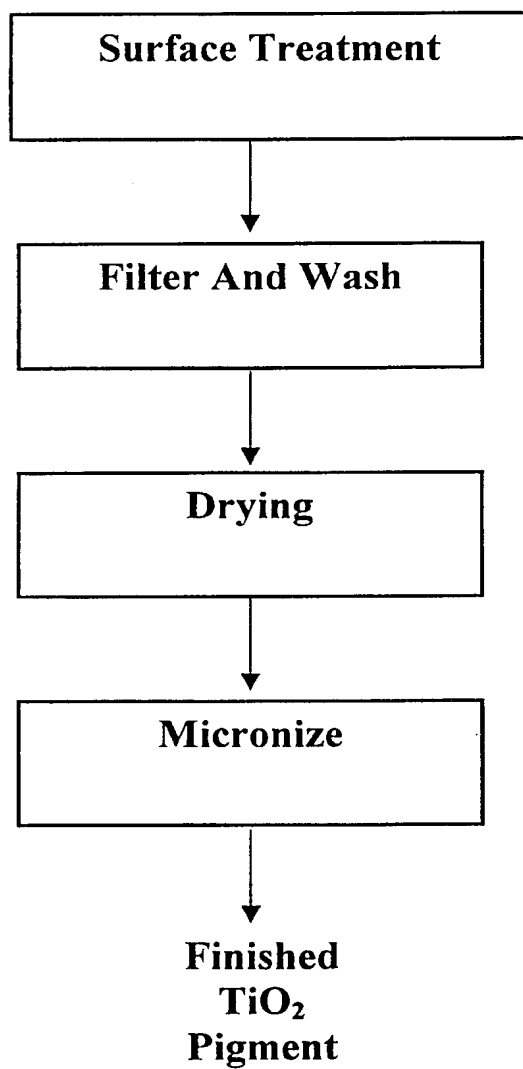 Surface Treatment
Filter And Wash
Drying
Micronize
Finished
TiO₂
Pigment